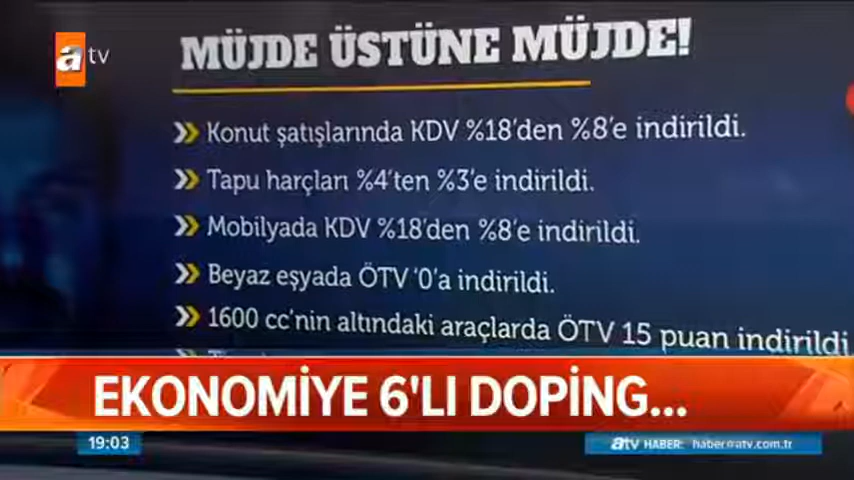 atv
MÜJDE ÜSTÜNE MÜJDE!
Konut şatışlarında KDV %18'den %8'e indirildi.
Tapu harçları %4'ten %3'e indirildi.
Mobilyada KDV %18'den %8'e indirildi.
Beyaz eşyada ÖTV '0'a indirildi.
1600 cc'nin altındaki araçlarda ÖTV 15 puan indirildi
EKONOMİYE 6'LI DOPİNG...
19:03
atv HABER: haber@atv.com.tr